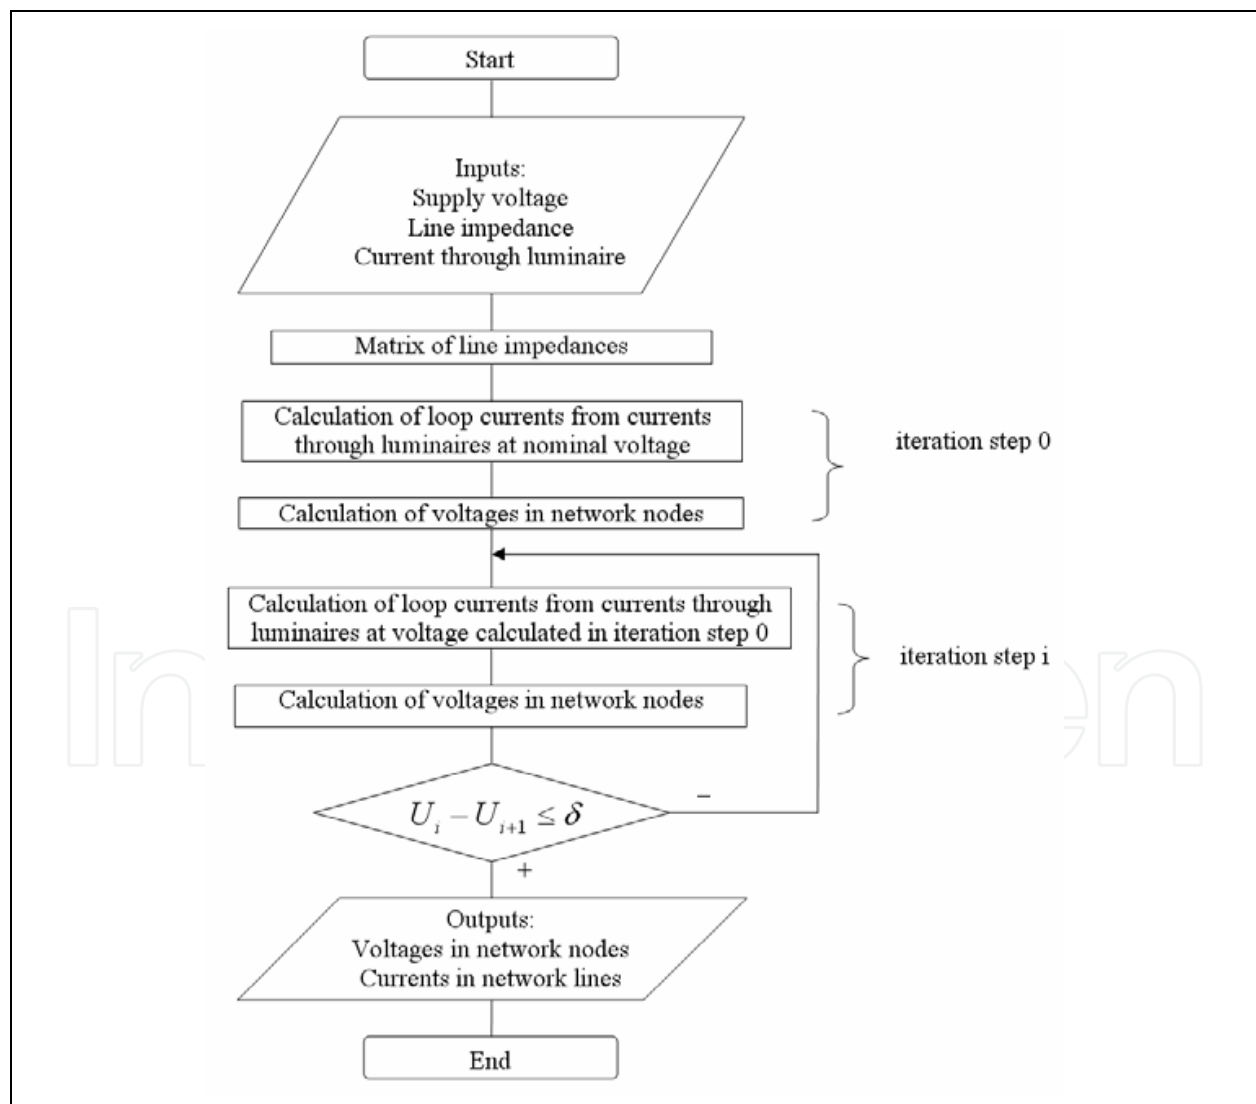 Start
Inputs:
Supply voltage
Line impedance
Current through luminaire
Matrix of line impedances
Calculation of loop currents from currents
through luminaires at nominal voltage
iteration step 0
Calculation of voltages in network nodes
Calculation of loop currents from currents through
luminaires at voltage calculated in iteration step 0
iteration step i
Calculation of voltages in network nodes
U_i − U_{i+1} ≤ δ
−
+
Outputs:
Voltages in network nodes
Currents in network lines
End